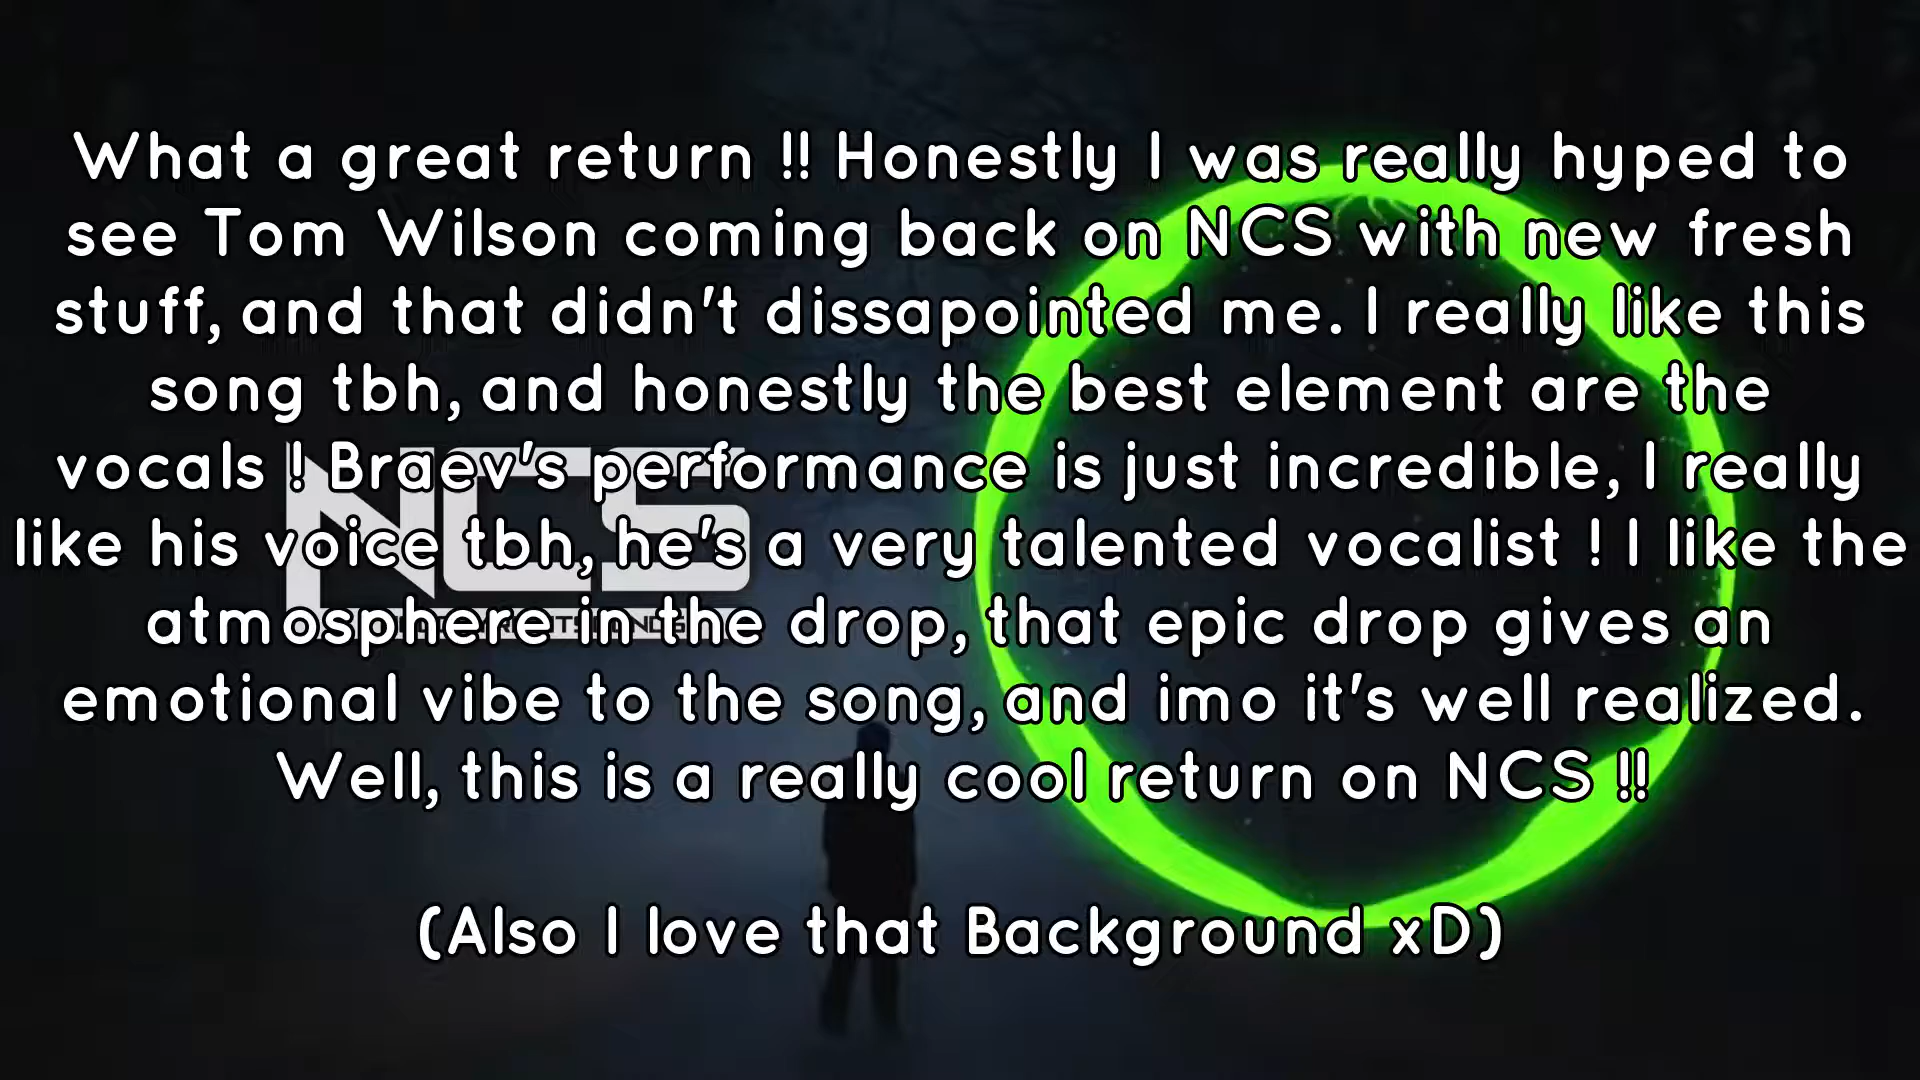 What a great return !! Honestly I was really hyped to
see Tom Wilson coming back on NCS with new fresh
stuff, and that didn't dissapointed me. I really like this
song tbh, and honestly the best element are the
vocals ! Braev's performance is just incredible, I really
like his voice tbh, he's a very talented vocalist ! I like the
atmosphere in the drop, that epic drop gives an
emotional vibe to the song, and imo it's well realized.
Well, this is a really cool return on NCS !!
(Also I love that Background xD)
NCS